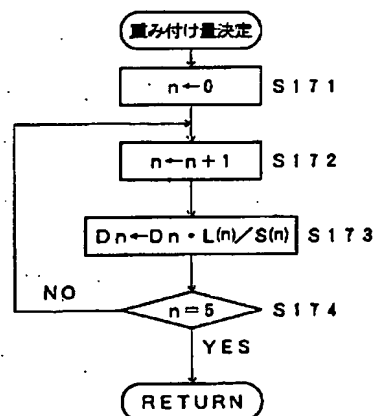 重み付け量決定
n←0 S171
n←n+1 S172
Dn←Dn・L(n)/S(n) S173
NO n=5 S174
YES
RETURN